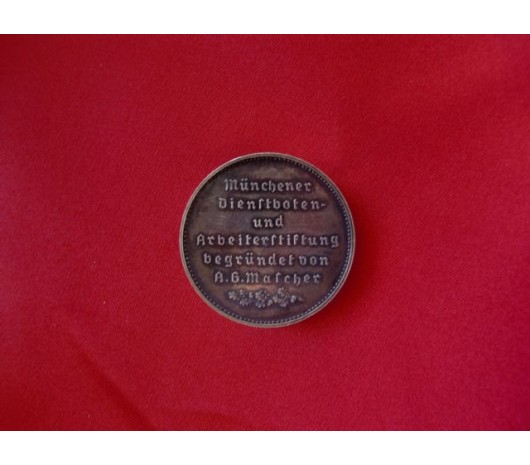 Münchener
Dienstboten-
und
Arbeiterstiftung
begründet von
A. G. Mascher